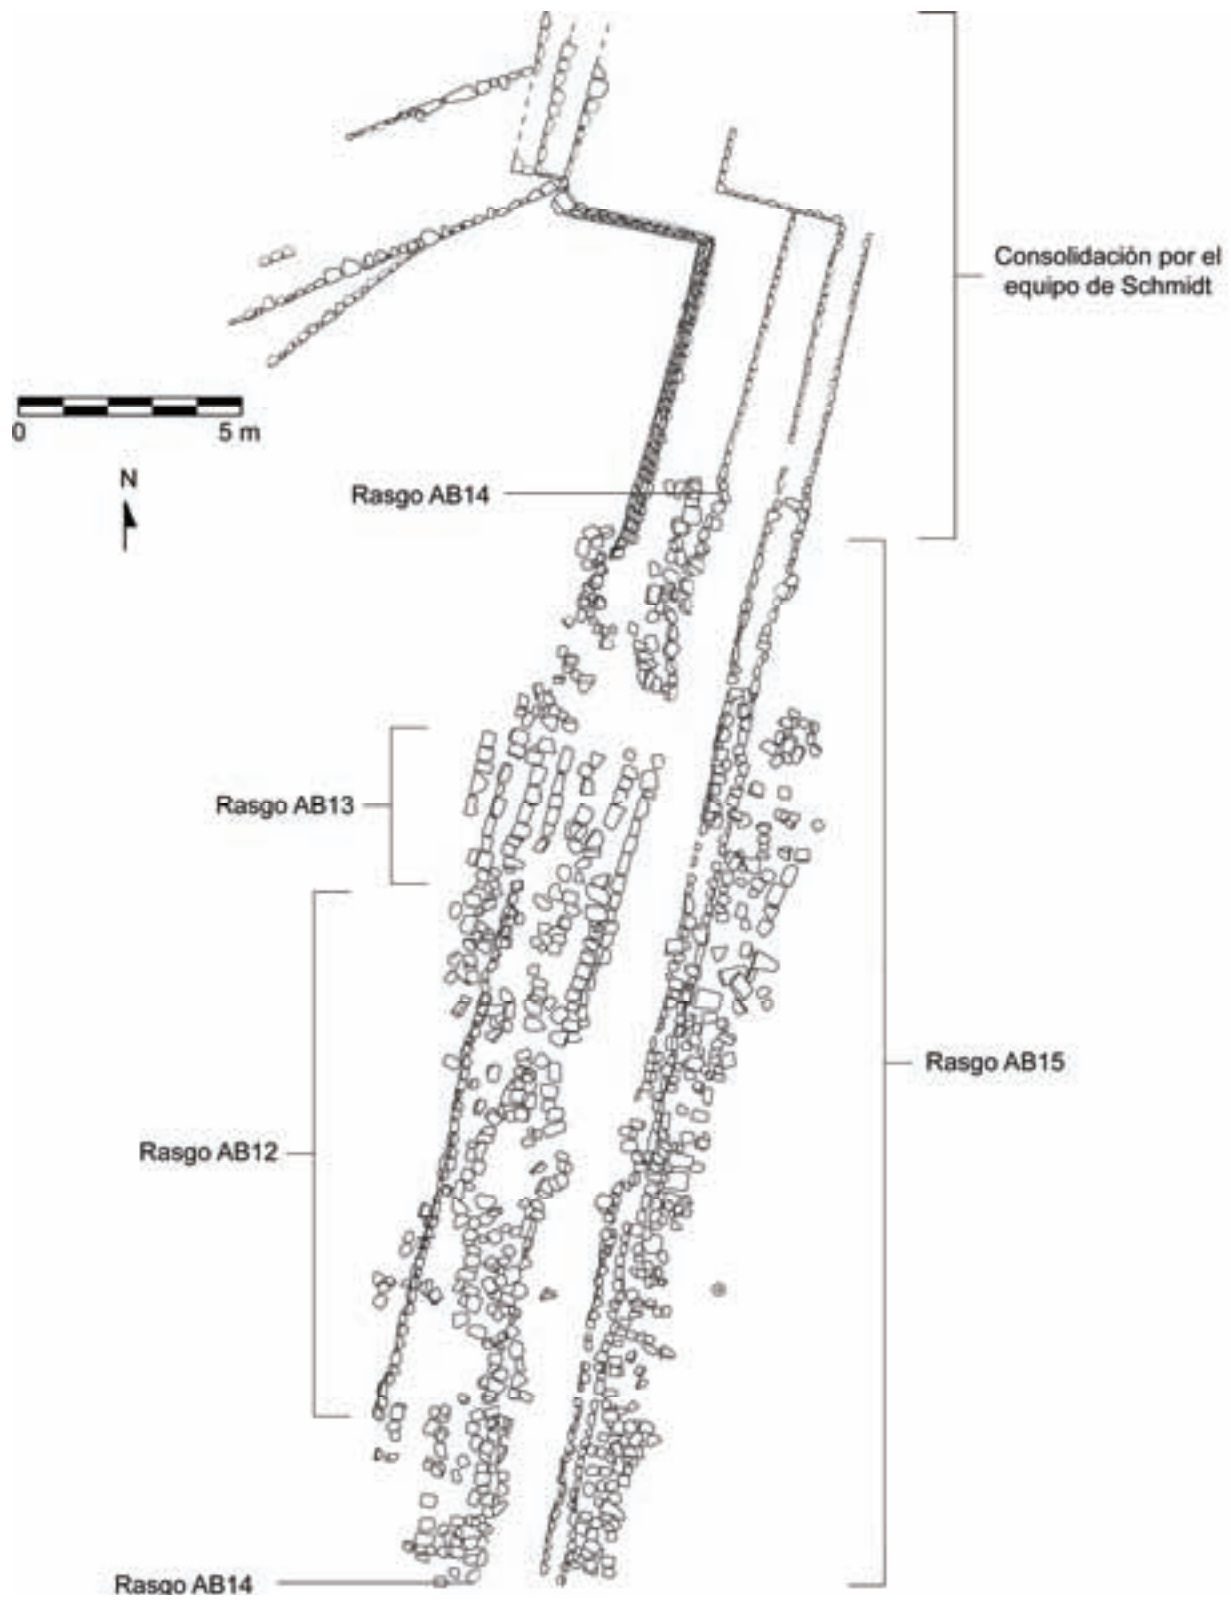 Consolidación por el
equipo de Schmidt
0 5 m
N
Rasgo AB14
Rasgo AB13
Rasgo AB15
Rasgo AB12
Rasgo AB14